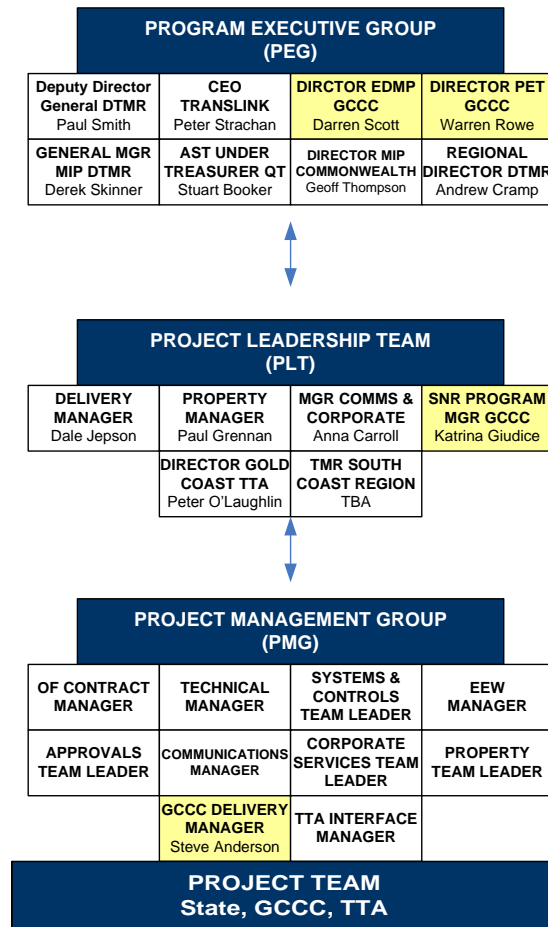 PROGRAM EXECUTIVE GROUP
(PEG)
Deputy Director
General DTMR
Paul Smith
CEO
TRANSLINK
Peter Strachan
DIRCTOR EDMP
GCCC
Darren Scott
DIRECTOR PET
GCCC
Warren Rowe
GENERAL MGR
MIP DTMR
Derek Skinner
AST UNDER
TREASURER QT
Stuart Booker
DIRECTOR MIP
COMMONWEALTH
Geoff Thompson
REGIONAL
DIRECTOR DTMR
Andrew Cramp
PROJECT LEADERSHIP TEAM
(PLT)
DELIVERY
MANAGER
Dale Jepson
PROPERTY
MANAGER
Paul Grennan
MGR COMMS &
CORPORATE
Anna Carroll
SNR PROGRAM
MGR GCCC
Katrina Giudice
DIRECTOR GOLD
COAST TTA
Peter O'Laughlin
TMR SOUTH
COAST REGION
TBA
PROJECT MANAGEMENT GROUP
(PMG)
OF CONTRACT
MANAGER
TECHNICAL
MANAGER
SYSTEMS &
CONTROLS
TEAM LEADER
EEW
MANAGER
APPROVALS
TEAM LEADER
COMMUNICATIONS
MANAGER
CORPORATE
SERVICES TEAM
LEADER
PROPERTY
TEAM LEADER
GCCC DELIVERY
MANAGER
Steve Anderson
TTA INTERFACE
MANAGER
PROJECT TEAM
State, GCCC, TTA